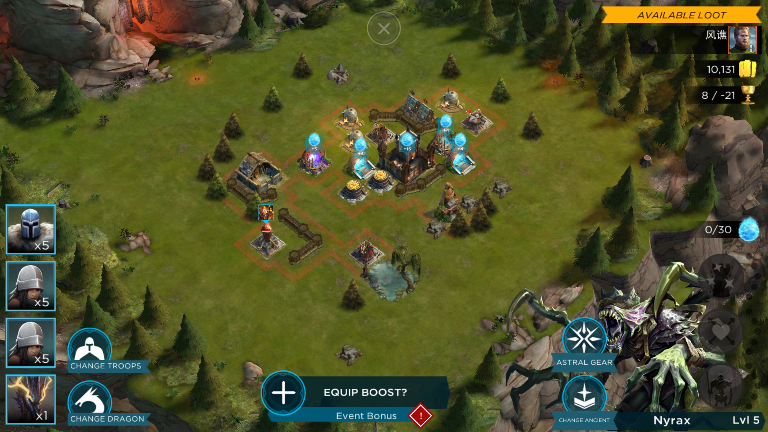 AVAILABLE LOOT
风谯
10,131
8 / -21
0/30
x5
x5
x5
x1
CHANGE TROOPS
CHANGE DRAGON
EQUIP BOOST?
Event Bonus
!
ASTRAL GEAR
CHANGE ANCIENT
Nyrax
Lvl 5